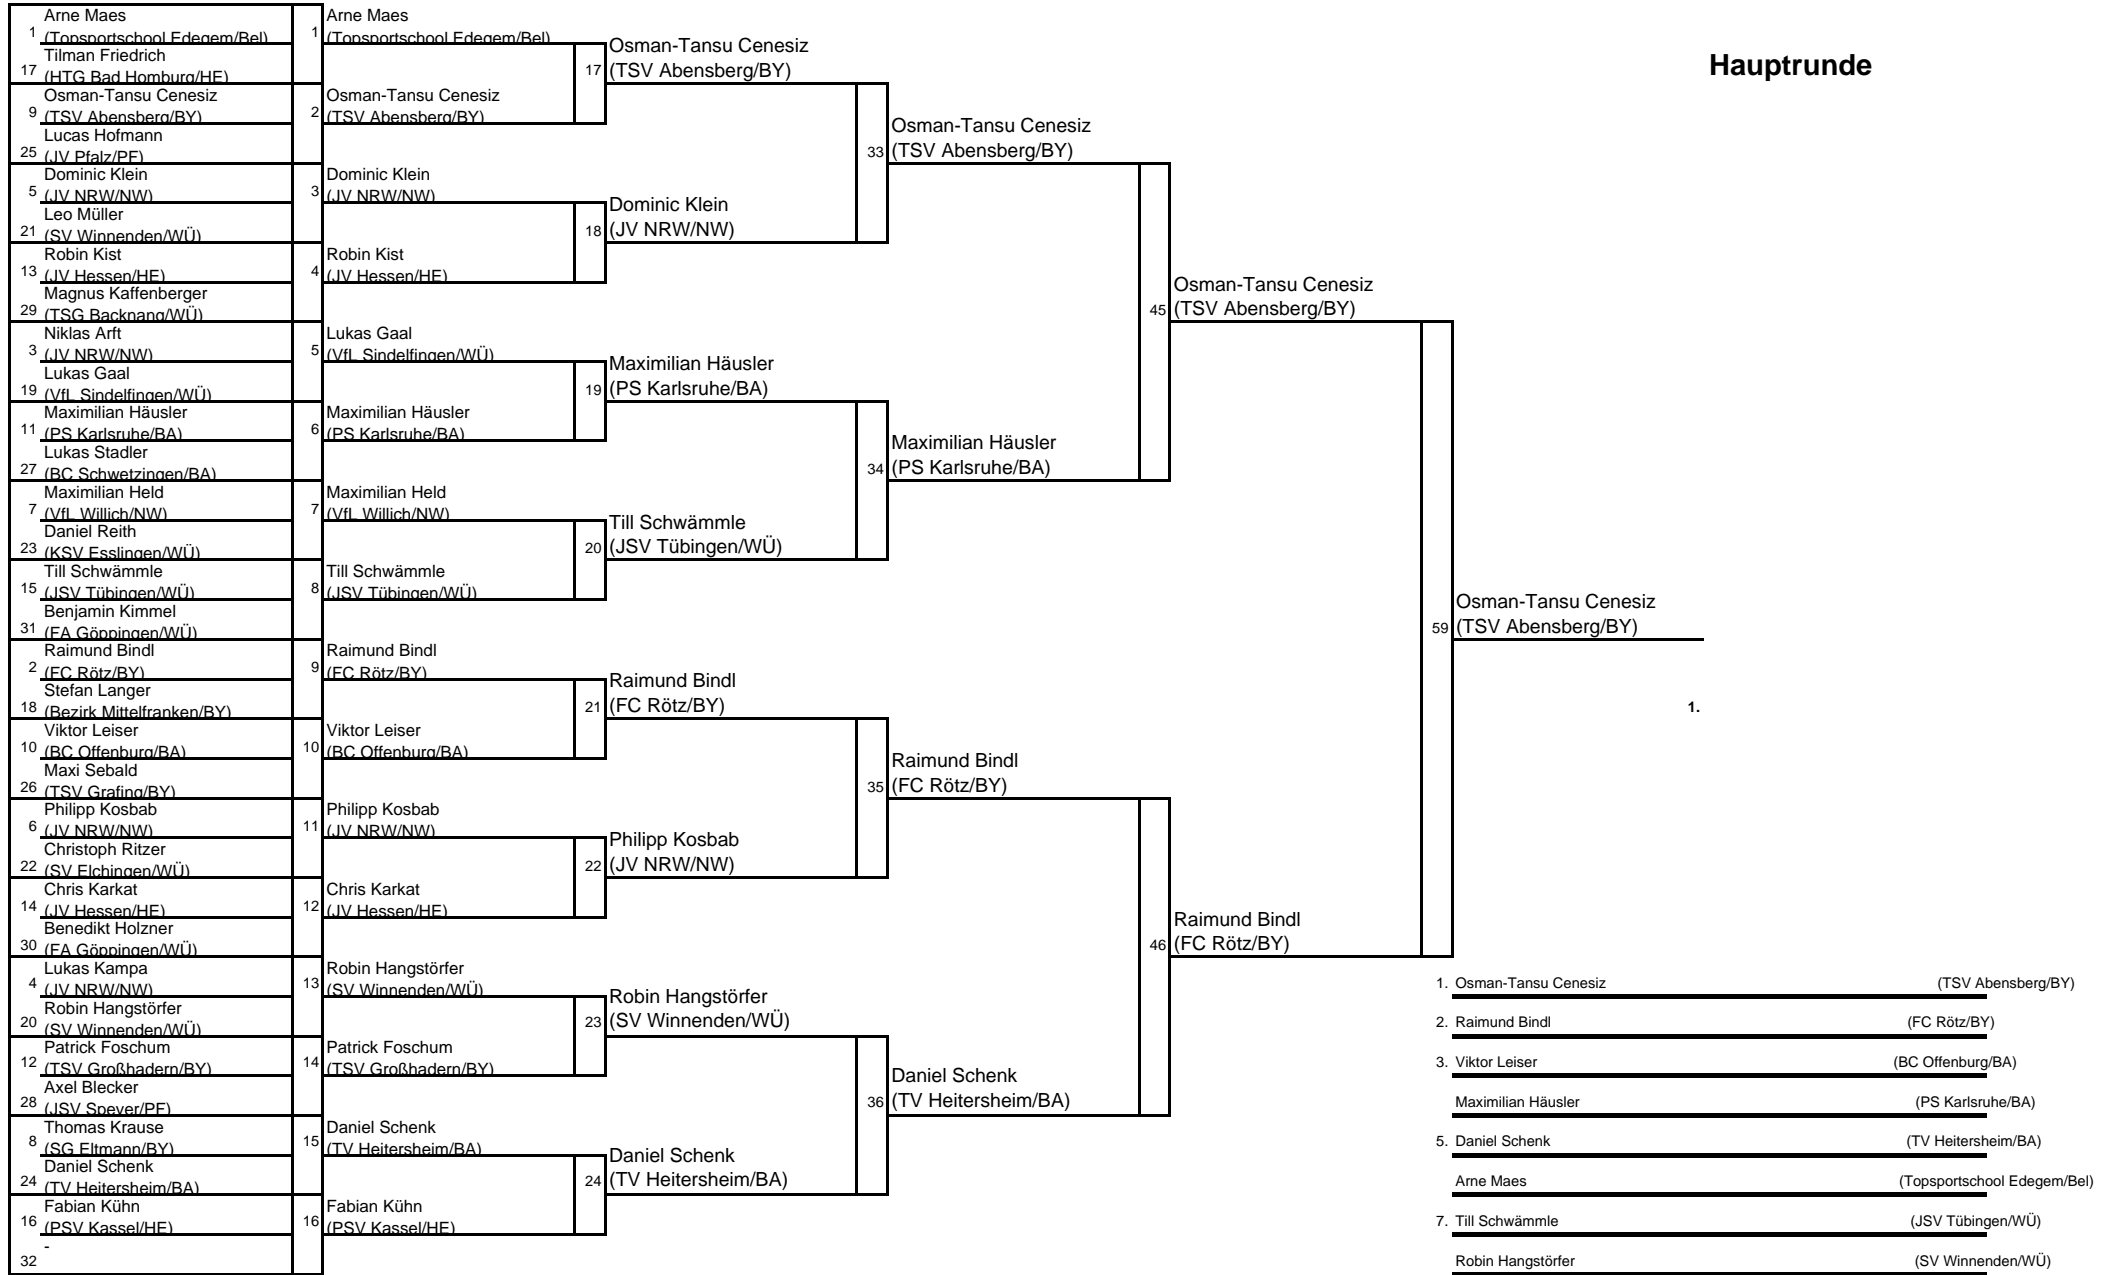 Hauptrunde
1
Arne Maes
(Topsportschool Edegem/Bel)
17
Tilman Friedrich
(HTG Bad Homburg/HE)
9
Osman-Tansu Cenesiz
(TSV Abensberg/BY)
25
Lucas Hofmann
(JV Pfalz/PF)
5
Dominic Klein
(JV NRW/NW)
21
Leo Müller
(SV Winnenden/WÜ)
13
Robin Kist
(JV Hessen/HE)
29
Magnus Kaffenberger
(TSG Backnang/WÜ)
3
Niklas Arft
(JV NRW/NW)
19
Lukas Gaal
(VfL Sindelfingen/WÜ)
11
Maximilian Häusler
(PS Karlsruhe/BA)
27
Lukas Stadler
(BC Schwetzingen/BA)
7
Maximilian Held
(VfL Willich/NW)
23
Daniel Reith
(KSV Esslingen/WÜ)
15
Till Schwämmle
(JSV Tübingen/WÜ)
31
Benjamin Kimmel
(FA Göppingen/WÜ)
2
Raimund Bindl
(FC Rötz/BY)
18
Stefan Langer
(Bezirk Mittelfranken/BY)
10
Viktor Leiser
(BC Offenburg/BA)
26
Maxi Sebald
(TSV Grafing/BY)
6
Philipp Kosbab
(JV NRW/NW)
22
Christoph Ritzer
(SV Elchingen/WÜ)
14
Chris Karkat
(JV Hessen/HE)
30
Benedikt Holzner
(FA Göppingen/WÜ)
4
Lukas Kampa
(JV NRW/NW)
20
Robin Hangstörfer
(SV Winnenden/WÜ)
12
Patrick Foschum
(TSV Großhadern/BY)
28
Axel Blecker
(JSV Speyer/PF)
8
Thomas Krause
(SG Eltmann/BY)
24
Daniel Schenk
(TV Heitersheim/BA)
16
Fabian Kühn
(PSV Kassel/HE)
32
-
1
Arne Maes
(Topsportschool Edegem/Bel)
2
Osman-Tansu Cenesiz
(TSV Abensberg/BY)
3
Dominic Klein
(JV NRW/NW)
4
Robin Kist
(JV Hessen/HE)
5
Lukas Gaal
(VfL Sindelfingen/WÜ)
6
Maximilian Häusler
(PS Karlsruhe/BA)
7
Maximilian Held
(VfL Willich/NW)
8
Till Schwämmle
(JSV Tübingen/WÜ)
9
Raimund Bindl
(FC Rötz/BY)
10
Viktor Leiser
(BC Offenburg/BA)
11
Philipp Kosbab
(JV NRW/NW)
12
Chris Karkat
(JV Hessen/HE)
13
Robin Hangstörfer
(SV Winnenden/WÜ)
14
Patrick Foschum
(TSV Großhadern/BY)
15
Daniel Schenk
(TV Heitersheim/BA)
16
Fabian Kühn
(PSV Kassel/HE)
17
Osman-Tansu Cenesiz
(TSV Abensberg/BY)
18
Dominic Klein
(JV NRW/NW)
19
Maximilian Häusler
(PS Karlsruhe/BA)
20
Till Schwämmle
(JSV Tübingen/WÜ)
21
Raimund Bindl
(FC Rötz/BY)
22
Philipp Kosbab
(JV NRW/NW)
23
Robin Hangstörfer
(SV Winnenden/WÜ)
24
Daniel Schenk
(TV Heitersheim/BA)
33
Osman-Tansu Cenesiz
(TSV Abensberg/BY)
34
Maximilian Häusler
(PS Karlsruhe/BA)
35
Raimund Bindl
(FC Rötz/BY)
36
Daniel Schenk
(TV Heitersheim/BA)
45
Osman-Tansu Cenesiz
(TSV Abensberg/BY)
46
Raimund Bindl
(FC Rötz/BY)
59
Osman-Tansu Cenesiz
(TSV Abensberg/BY)
1.
1. Osman-Tansu Cenesiz (TSV Abensberg/BY)
2. Raimund Bindl (FC Rötz/BY)
3. Viktor Leiser (BC Offenburg/BA)
Maximilian Häusler (PS Karlsruhe/BA)
5. Daniel Schenk (TV Heitersheim/BA)
Arne Maes (Topsportschool Edegem/Bel)
7. Till Schwämmle (JSV Tübingen/WÜ)
Robin Hangstörfer (SV Winnenden/WÜ)